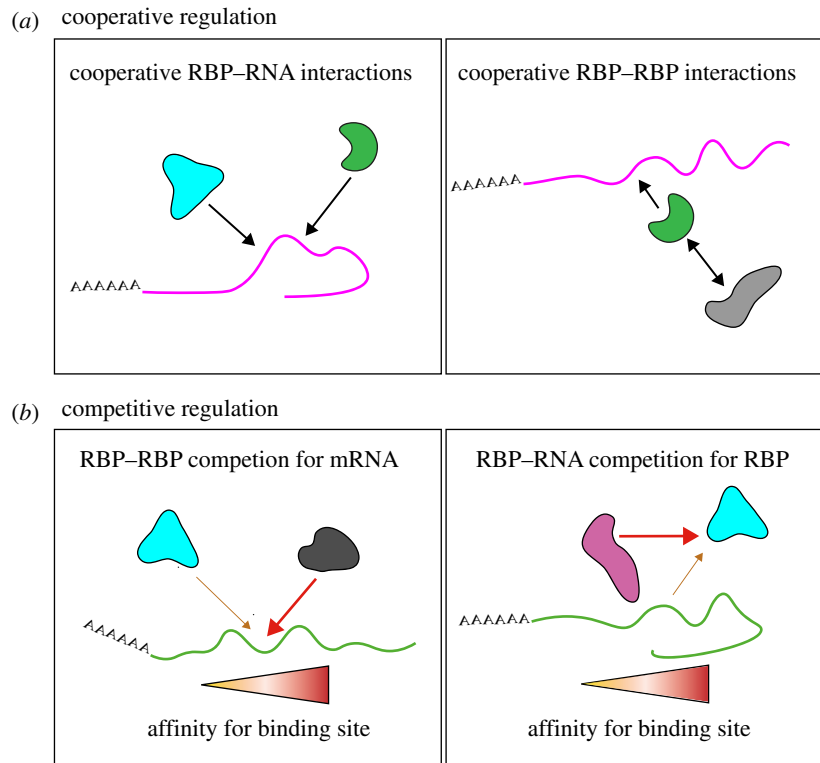 (a) cooperative regulation
cooperative RBP–RNA interactions
AAAAAA
cooperative RBP–RBP interactions
AAAAAA
(b) competitive regulation
RBP–RBP competion for mRNA
AAAAAA
affinity for binding site
RBP–RNA competition for RBP
AAAAAA
affinity for binding site